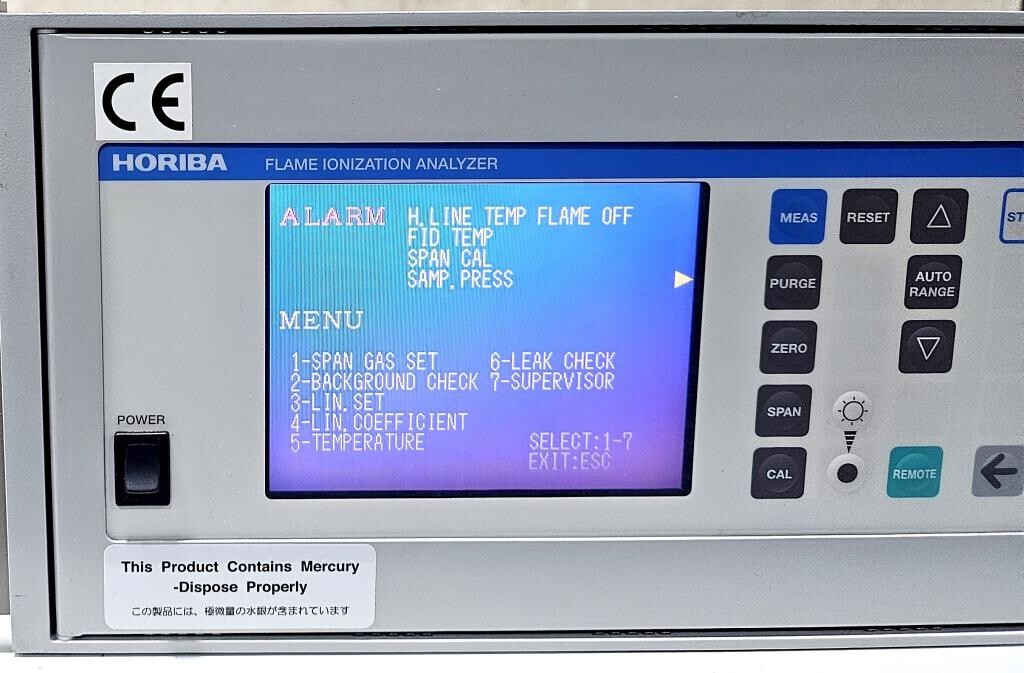 CE
HORIBA FLAME IONIZATION ANALYZER
ALARM H.LINE TEMP FLAME OFF
FID TEMP
SPAN CAL
SAMP.PRESS
MENU
1-SPAN GAS SET 6-LEAK CHECK
2-BACKGROUND CHECK 7-SUPERVISOR
3-LIN.SET
4-LIN.COEFFICIENT
5-TEMPERATURE SELECT:1-7
EXIT:ESC
MEAS RESET
PURGE AUTO RANGE
ZERO
SPAN
CAL REMOTE
POWER
This Product Contains Mercury
-Dispose Properly
この製品には、極微量の水銀が含まれています